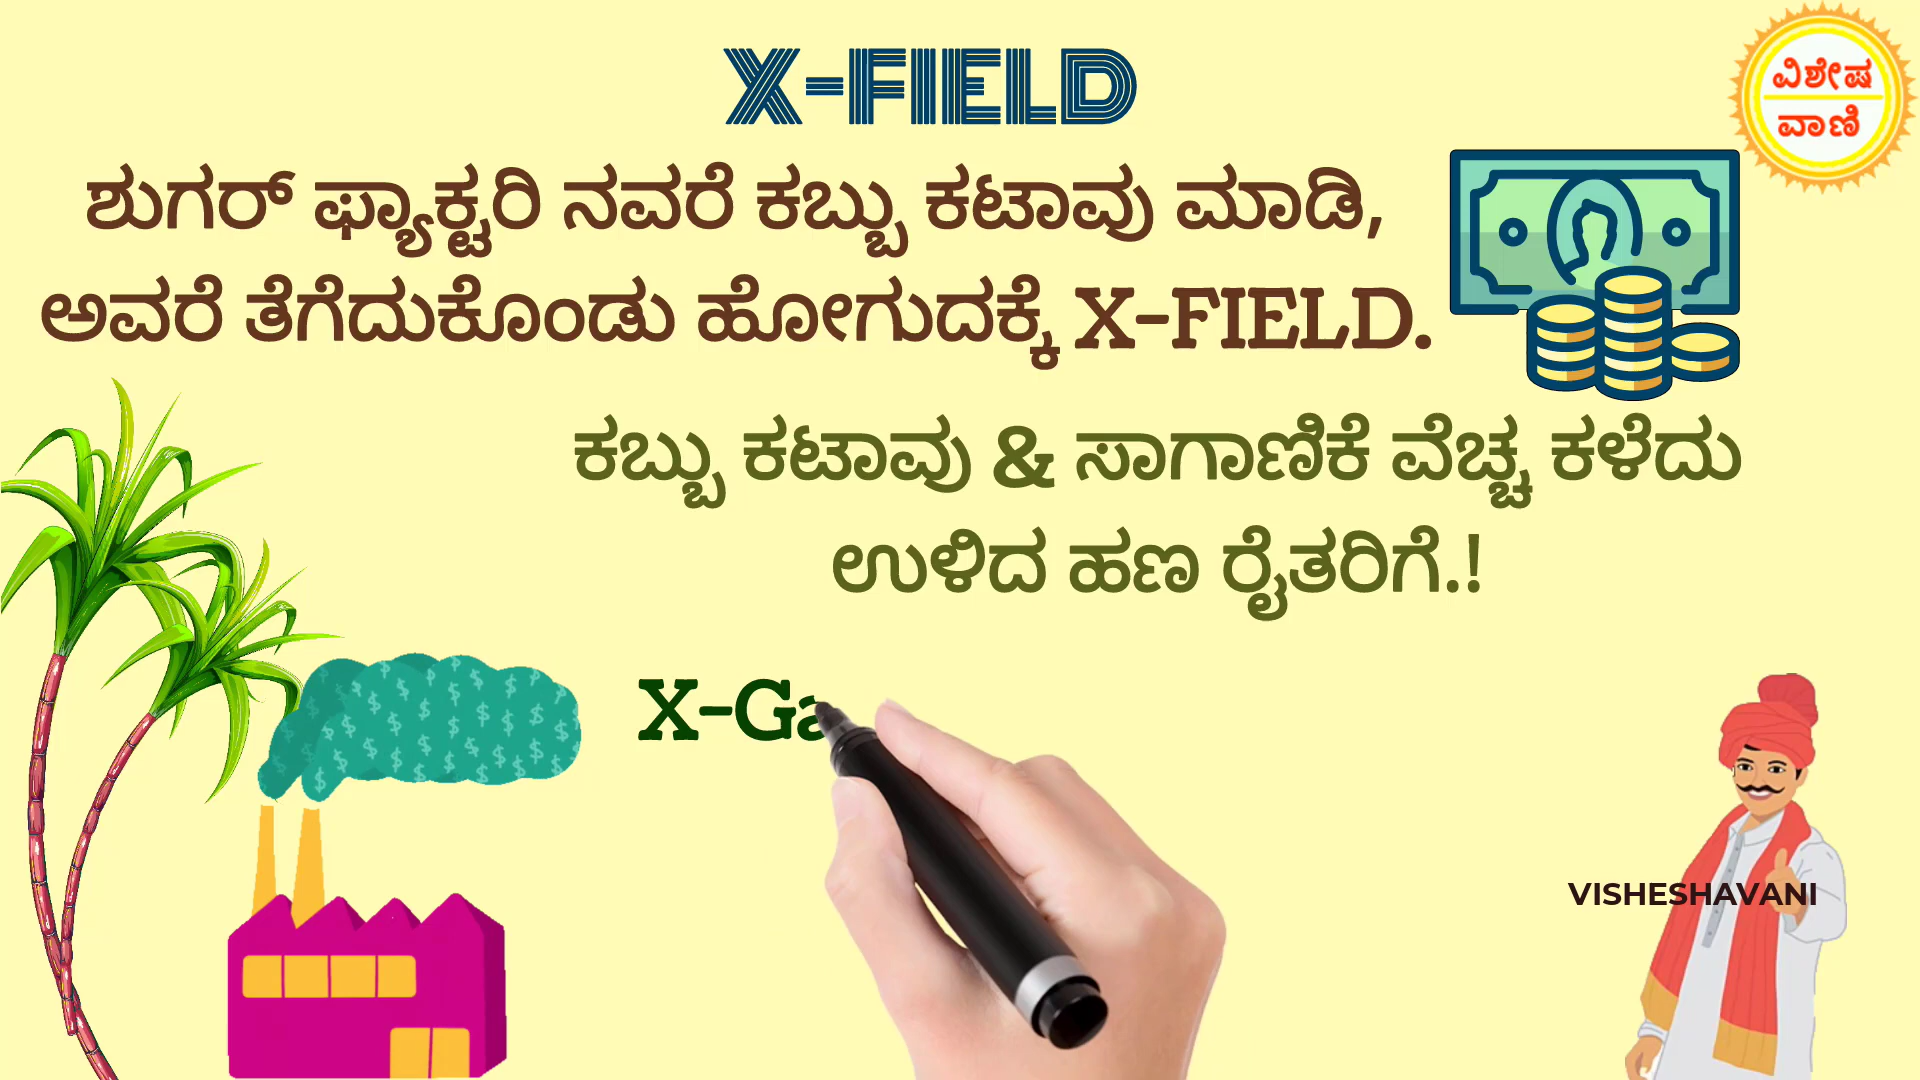 X-FIELD
ವಿಶೇಷ
ವಾಣಿ
ಶುಗರ್ ಫ್ಯಾಕ್ಟರಿ ನವರೆ ಕಬ್ಬು ಕಟಾವು ಮಾಡಿ,
ಅವರೆ ತೆಗೆದುಕೊಂಡು ಹೋಗುದಕ್ಕೆ X-FIELD.
ಕಬ್ಬು ಕಟಾವು & ಸಾಗಾಣಿಕೆ ವೆಚ್ಚ ಕಳೆದು
ಉಳಿದ ಹಣ ರೈತರಿಗೆ.!
X-Ga
VISHESHAVANI